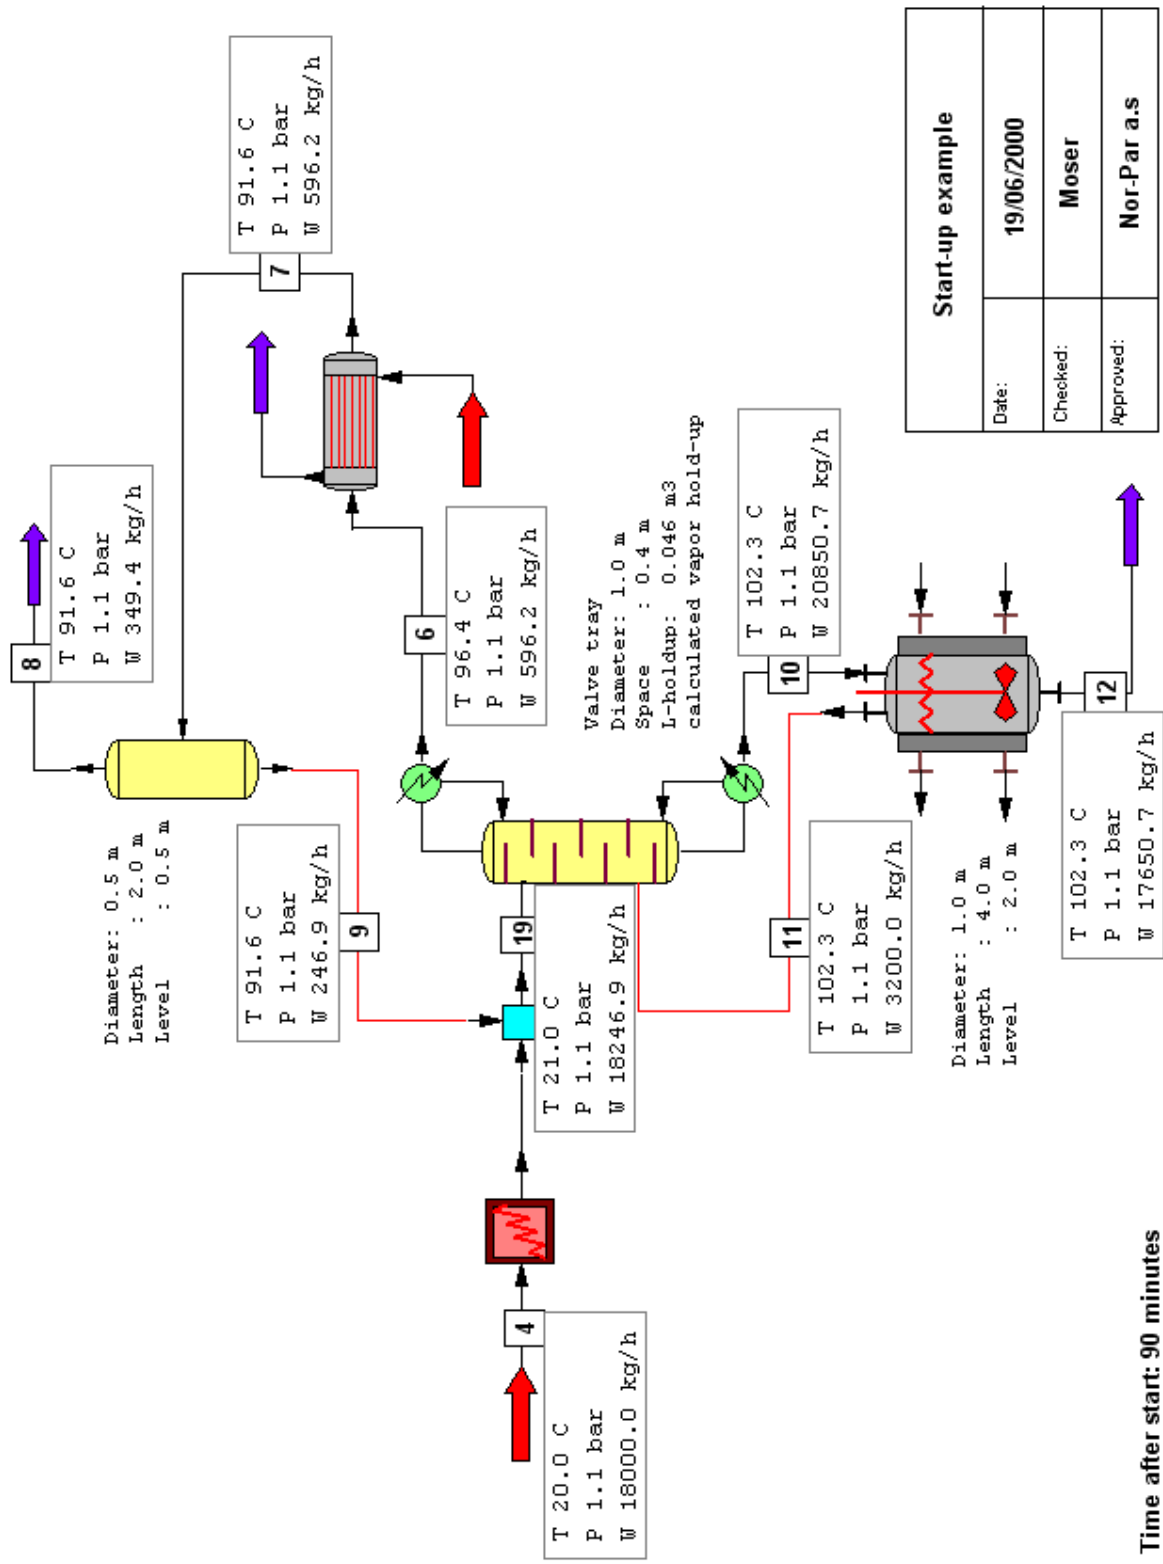 8
T 91.6 C
P 1.1 bar
W 349.4 kg/h
7
T 91.6 C
P 1.1 bar
W 596.2 kg/h
Diameter: 0.5 m
Length : 2.0 m
Level : 0.5 m
9
T 91.6 C
P 1.1 bar
W 246.9 kg/h
6
T 96.4 C
P 1.1 bar
W 596.2 kg/h
4
T 20.0 C
P 1.1 bar
W 18000.0 kg/h
19
T 21.0 C
P 1.1 bar
W 18246.9 kg/h
Valve tray
Diameter: 1.0 m
Space : 0.4 m
L-holdup: 0.046 m3
calculated vapor hold-up
10
T 102.3 C
P 1.1 bar
W 20850.7 kg/h
11
T 102.3 C
P 1.1 bar
W 3200.0 kg/h
Diameter: 1.0 m
Length : 4.0 m
Level : 2.0 m
12
T 102.3 C
P 1.1 bar
W 17650.7 kg/h
Start-up example
Date: 19/06/2000
Checked: Moser
Approved: Nor-Par a.s
Time after start: 90 minutes